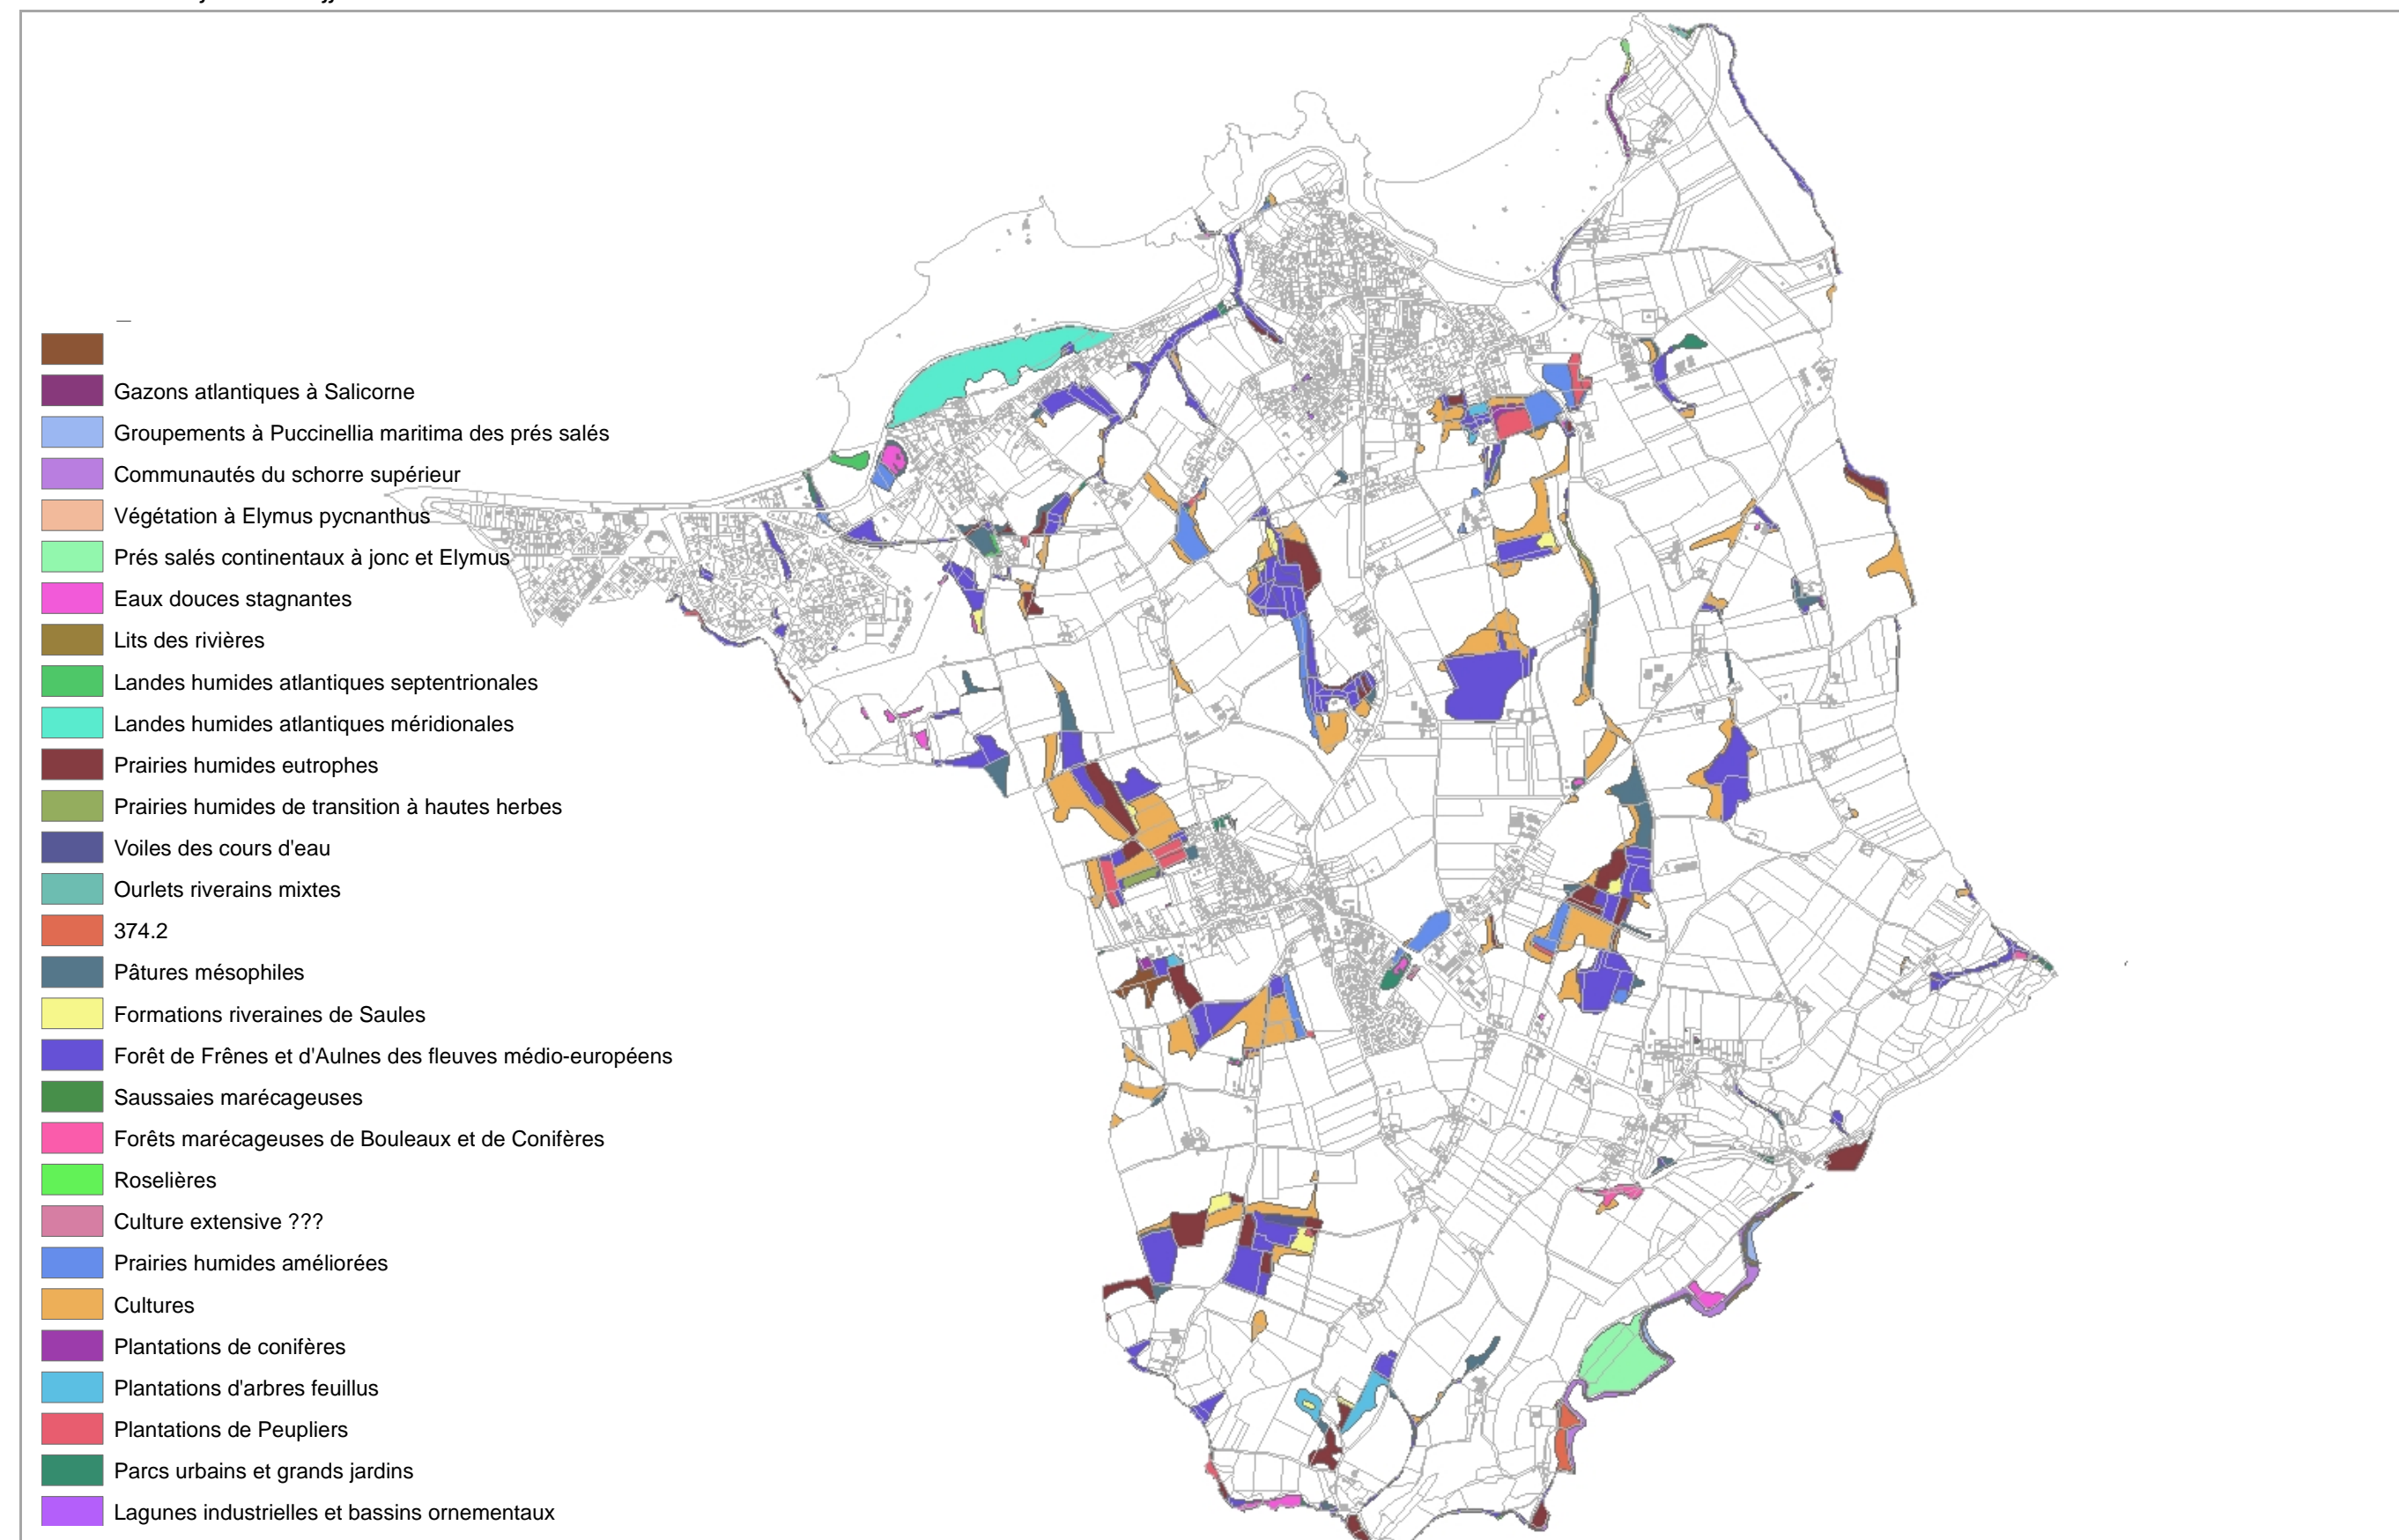 Gazons atlantiques à Salicorne
Groupements à Puccinellia maritima des prés salés
Communautés du schorre supérieur
Végétation à Elymus pycnanthus
Prés salés continentaux à jonc et Elymus
Eaux douces stagnantes
Lits des rivières
Landes humides atlantiques septentrionales
Landes humides atlantiques méridionales
Prairies humides eutrophes
Prairies humides de transition à hautes herbes
Voiles des cours d'eau
Ourlets riverains mixtes
374.2
Pâtures mésophiles
Formations riveraines de Saules
Forêt de Frênes et d'Aulnes des fleuves médio-européens
Saussaies marécageuses
Forêts marécageuses de Bouleaux et de Conifères
Roselières
Culture extensive ???
Prairies humides améliorées
Cultures
Plantations de conifères
Plantations d'arbres feuillus
Plantations de Peupliers
Parcs urbains et grands jardins
Lagunes industrielles et bassins ornementaux